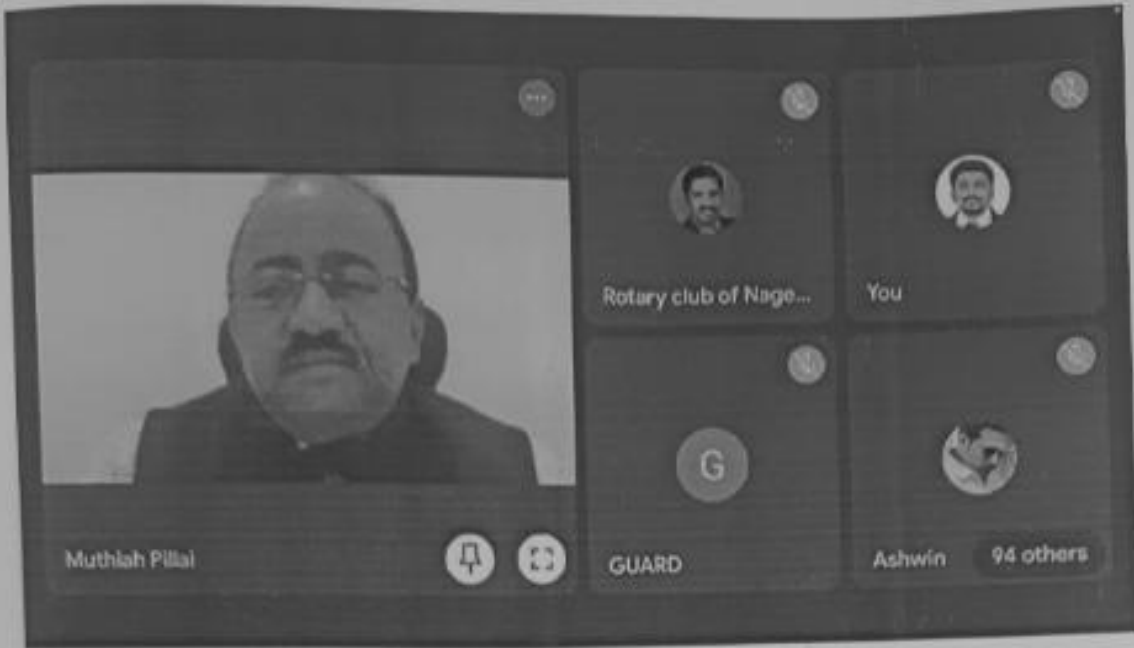 Rotary club of Nage...
You
Muthiah Pillai
G
GUARD
Ashwin
94 others